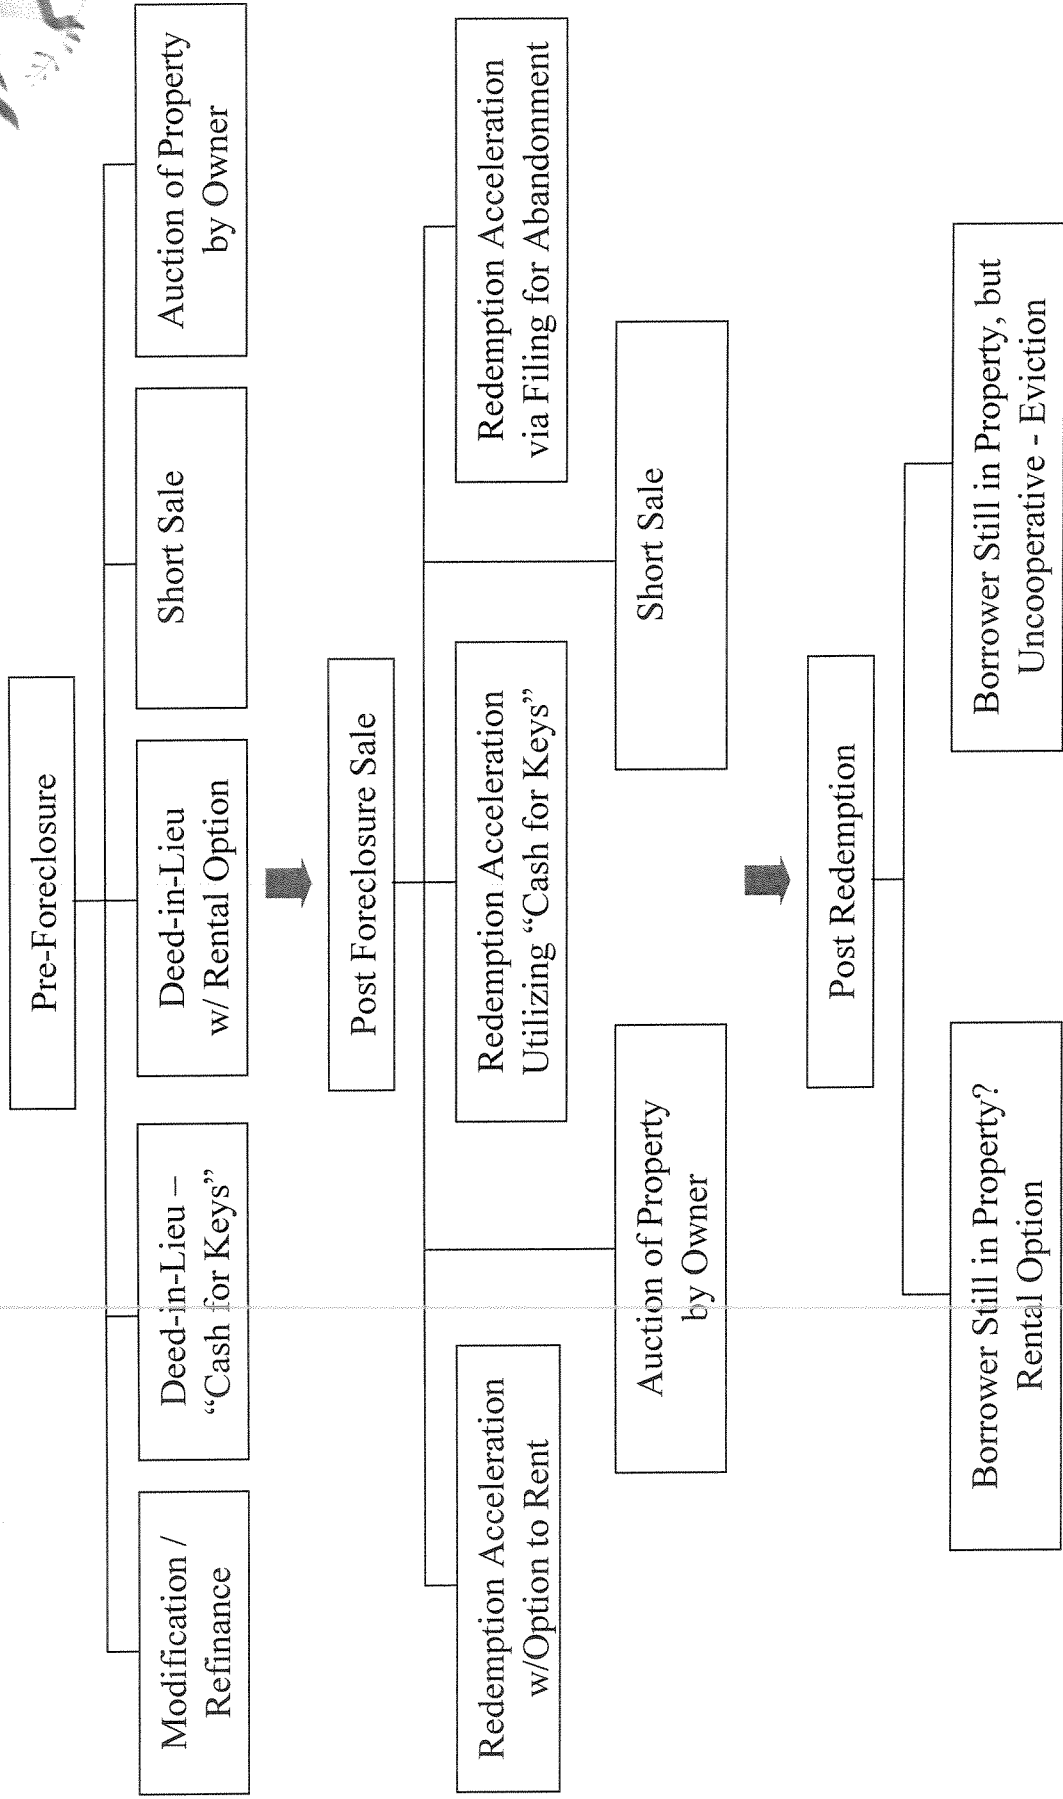 Pre-Foreclosure
Modification /
Refinance
Deed-in-Lieu –
“Cash for Keys”
Deed-in-Lieu
w/ Rental Option
Short Sale
Auction of Property
by Owner
Post Foreclosure Sale
Redemption Acceleration
w/Option to Rent
Redemption Acceleration
Utilizing “Cash for Keys”
Redemption Acceleration
via Filing for Abandonment
Auction of Property
by Owner
Short Sale
Post Redemption
Borrower Still in Property?
Rental Option
Borrower Still in Property, but
Uncooperative - Eviction